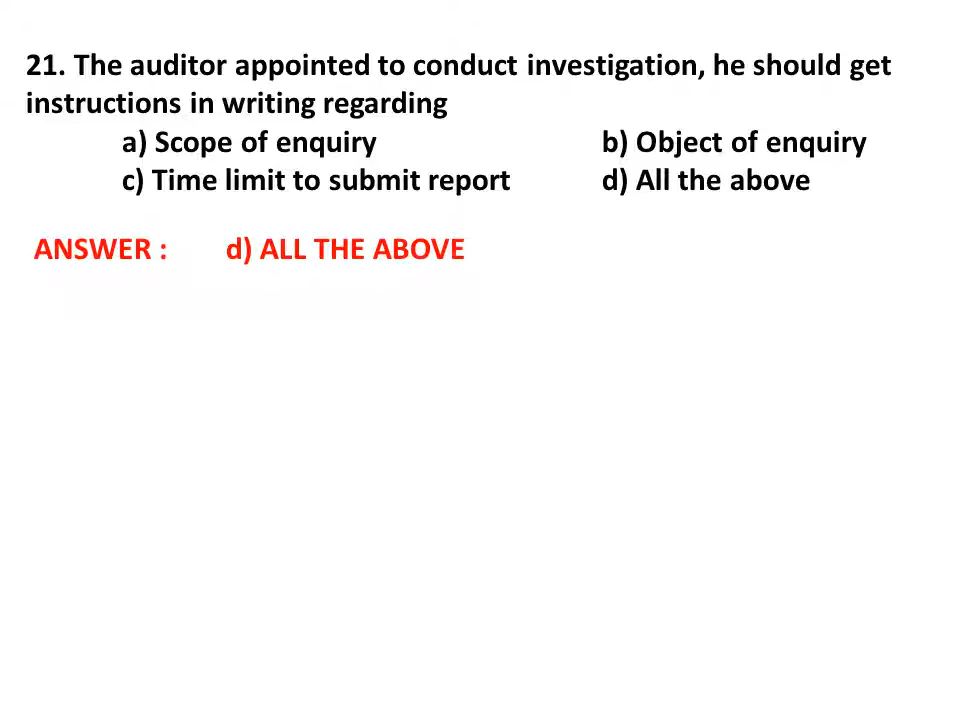 21. The auditor appointed to conduct investigation, he should get
instructions in writing regarding
a) Scope of enquiry b) Object of enquiry
c) Time limit to submit report d) All the above
ANSWER : d) ALL THE ABOVE